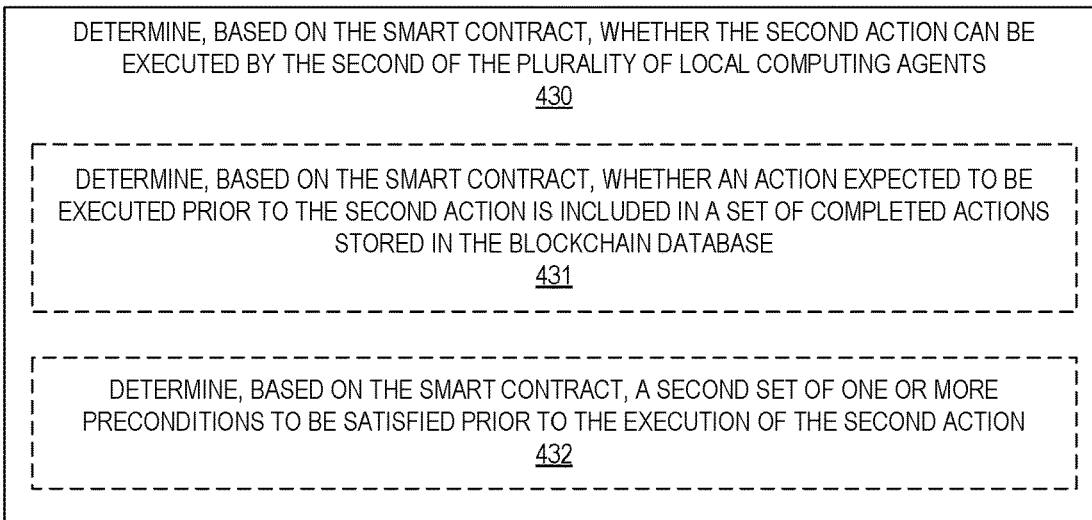 DETERMINE, BASED ON THE SMART CONTRACT, WHETHER THE SECOND ACTION CAN BE
EXECUTED BY THE SECOND OF THE PLURALITY OF LOCAL COMPUTING AGENTS
430
DETERMINE, BASED ON THE SMART CONTRACT, WHETHER AN ACTION EXPECTED TO BE
EXECUTED PRIOR TO THE SECOND ACTION IS INCLUDED IN A SET OF COMPLETED ACTIONS
STORED IN THE BLOCKCHAIN DATABASE
431
DETERMINE, BASED ON THE SMART CONTRACT, A SECOND SET OF ONE OR MORE
PRECONDITIONS TO BE SATISFIED PRIOR TO THE EXECUTION OF THE SECOND ACTION
432